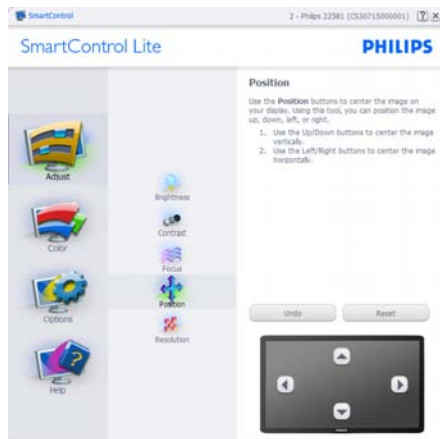 SmartControl
2 - Philips 225B1 (CS30715000001)
SmartControl Lite
PHILIPS
Adjust
Color
Options
Help
Brightness
Contrast
Focus
Position
Resolution
Position
Use the Position buttons to center the image on
your display. Using this tool, you can position the image
up, down, left, or right.
1. Use the Up/Down buttons to center the image
vertically.
2. Use the Left/Right buttons to center the image
horizontally.
Undo
Reset